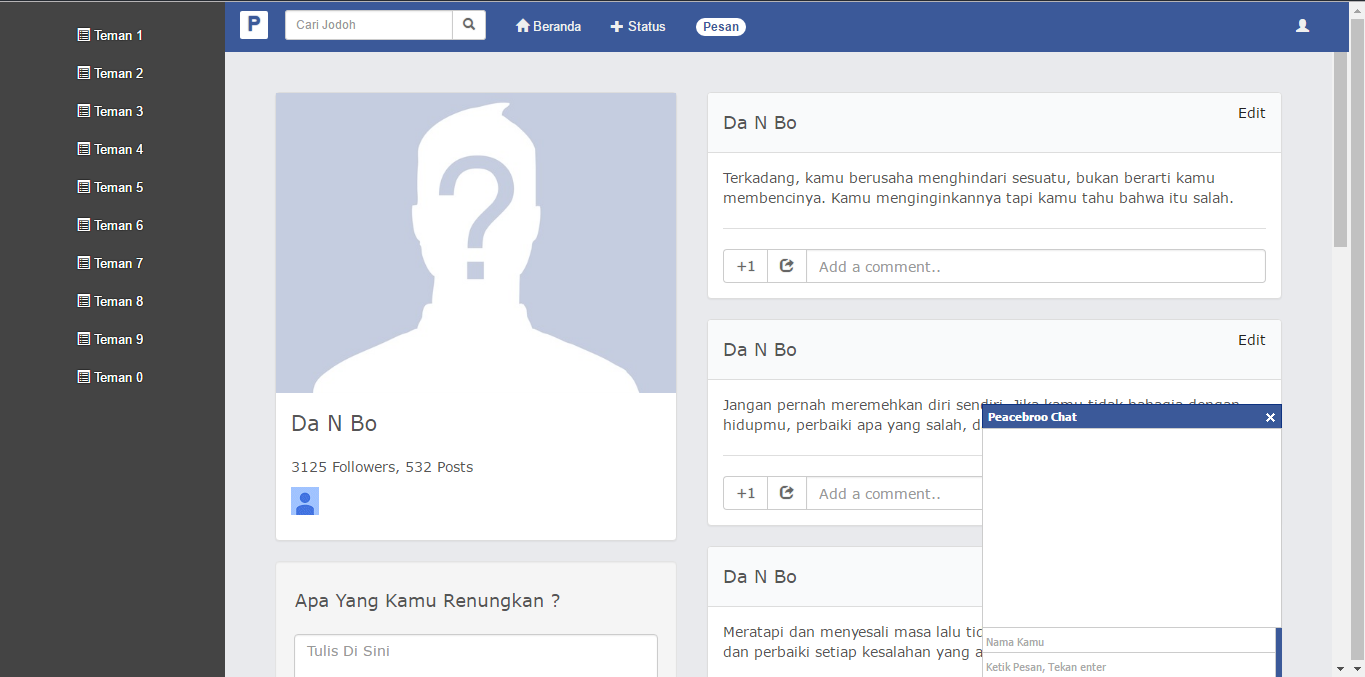 Teman 1
Teman 2
Teman 3
Teman 4
Teman 5
Teman 6
Teman 7
Teman 8
Teman 9
Teman 0
P
Cari Jodoh
Beranda
Status
Pesan
?
Da N Bo
3125 Followers, 532 Posts
Apa Yang Kamu Renungkan ?
Tulis Di Sini
Da N Bo
Edit
Terkadang, kamu berusaha menghindari sesuatu, bukan berarti kamu
membencinya. Kamu menginginkannya tapi kamu tahu bahwa itu salah.
+1
Add a comment..
Da N Bo
Edit
Jangan pernah meremehkan diri sendiri. Jika kamu tidak bahagia dengan
hidupmu, perbaiki apa yang salah, d
+1
Add a comment..
Da N Bo
Meratapi dan menyesali masa lalu tid
dan perbaiki setiap kesalahan yang a
Peacebroo Chat
Nama Kamu
Ketik Pesan, Tekan enter